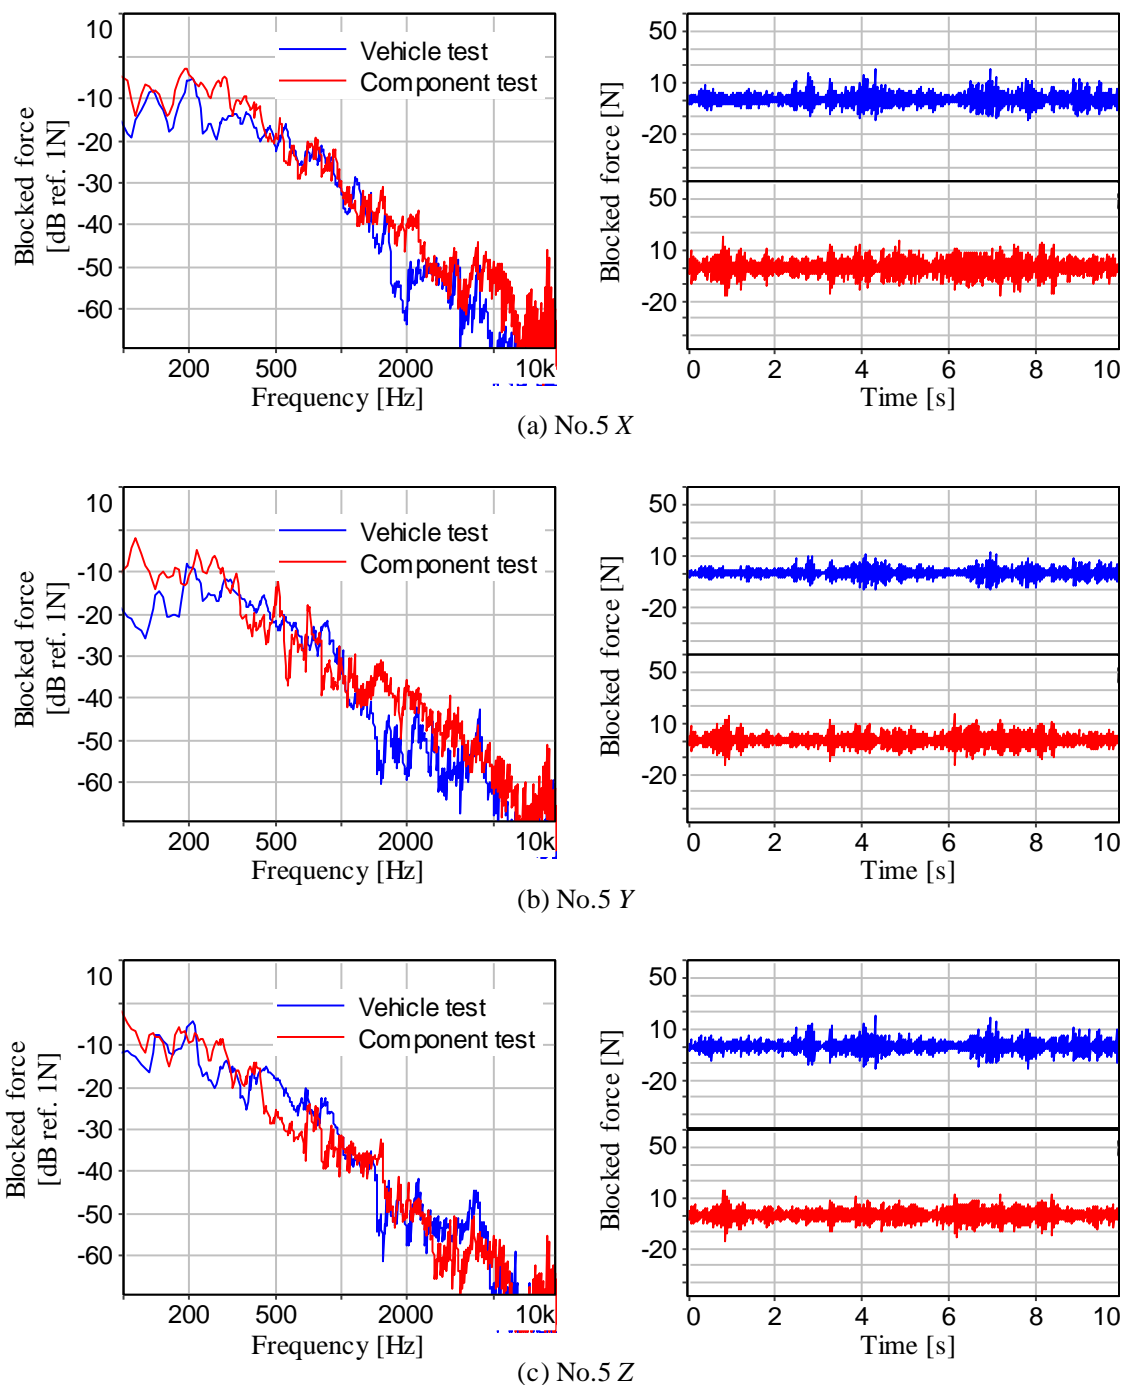 Blocked force
[dB ref. 1N]
10
-10
-20
-30
-40
-50
-60
Vehicle test
Component test
200
500
2000
10k
Frequency [Hz]
Blocked force [N]
50
10
-20
50
10
-20
0
2
4
6
8
10
Time [s]
(a) No.5 X
Blocked force
[dB ref. 1N]
10
-10
-20
-30
-40
-50
-60
Vehicle test
Component test
200
500
2000
10k
Frequency [Hz]
Blocked force [N]
50
10
-20
50
10
-20
0
2
4
6
8
10
Time [s]
(b) No.5 Y
Blocked force
[dB ref. 1N]
10
-10
-20
-30
-40
-50
-60
Vehicle test
Component test
200
500
2000
10k
Frequency [Hz]
Blocked force [N]
50
10
-20
50
10
-20
0
2
4
6
8
10
Time [s]
(c) No.5 Z